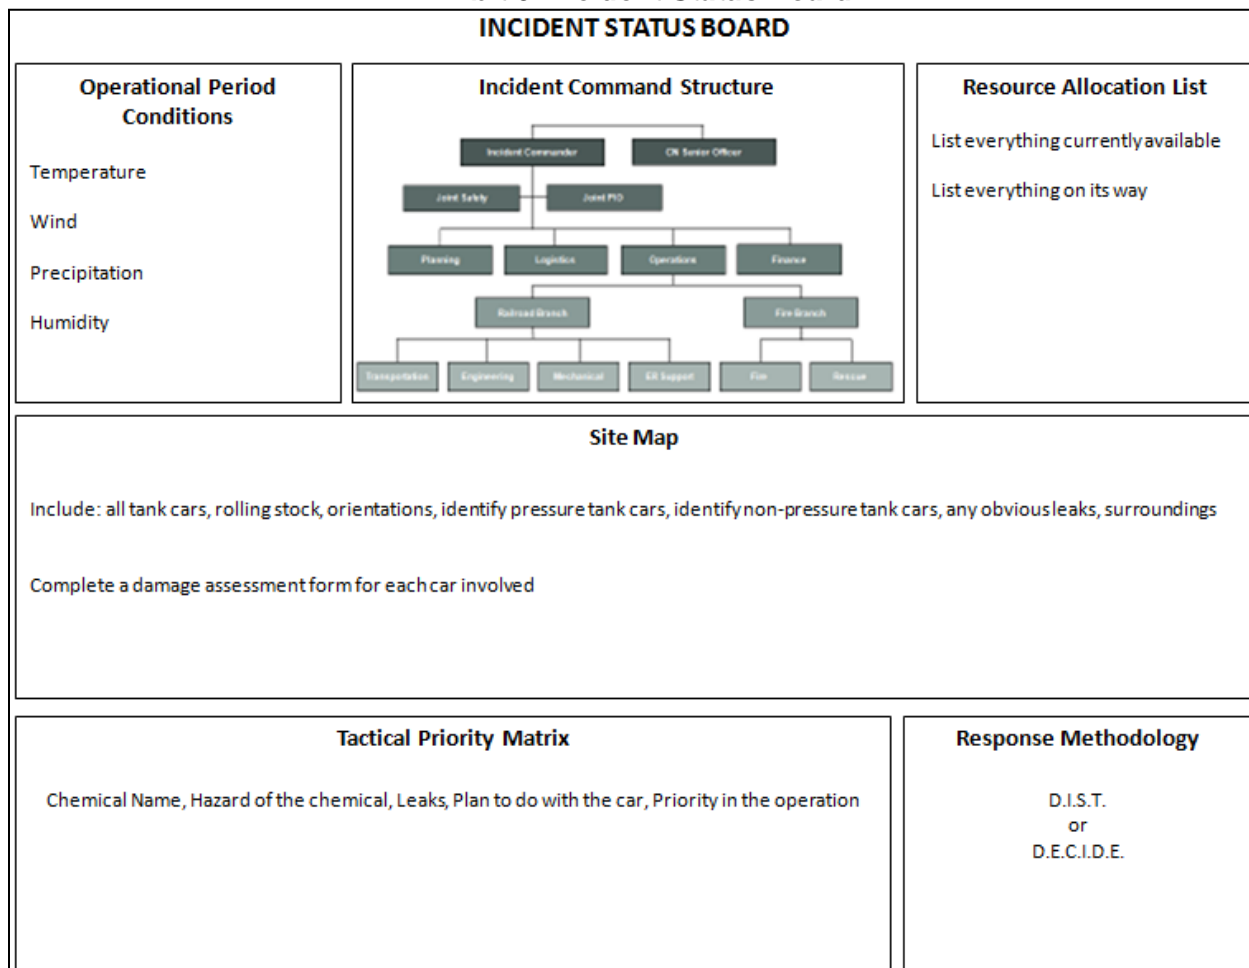 INCIDENT STATUS BOARD
Operational Period
Conditions
Temperature
Wind
Precipitation
Humidity
Incident Command Structure
Incident Commander
CN Senior Officer
Joint Safety
Joint PIO
Planning
Logistics
Operations
Finance
Railroad Branch
Fire Branch
Transportation
Engineering
Mechanical
ER Support
Fire
Rescue
Resource Allocation List
List everything currently available
List everything on its way
Site Map
Include: all tank cars, rolling stock, orientations, identify pressure tank cars, identify non-pressure tank cars, any obvious leaks, surroundings
Complete a damage assessment form for each car involved
Tactical Priority Matrix
Chemical Name, Hazard of the chemical, Leaks, Plan to do with the car, Priority in the operation
Response Methodology
D.I.S.T.
or
D.E.C.I.D.E.